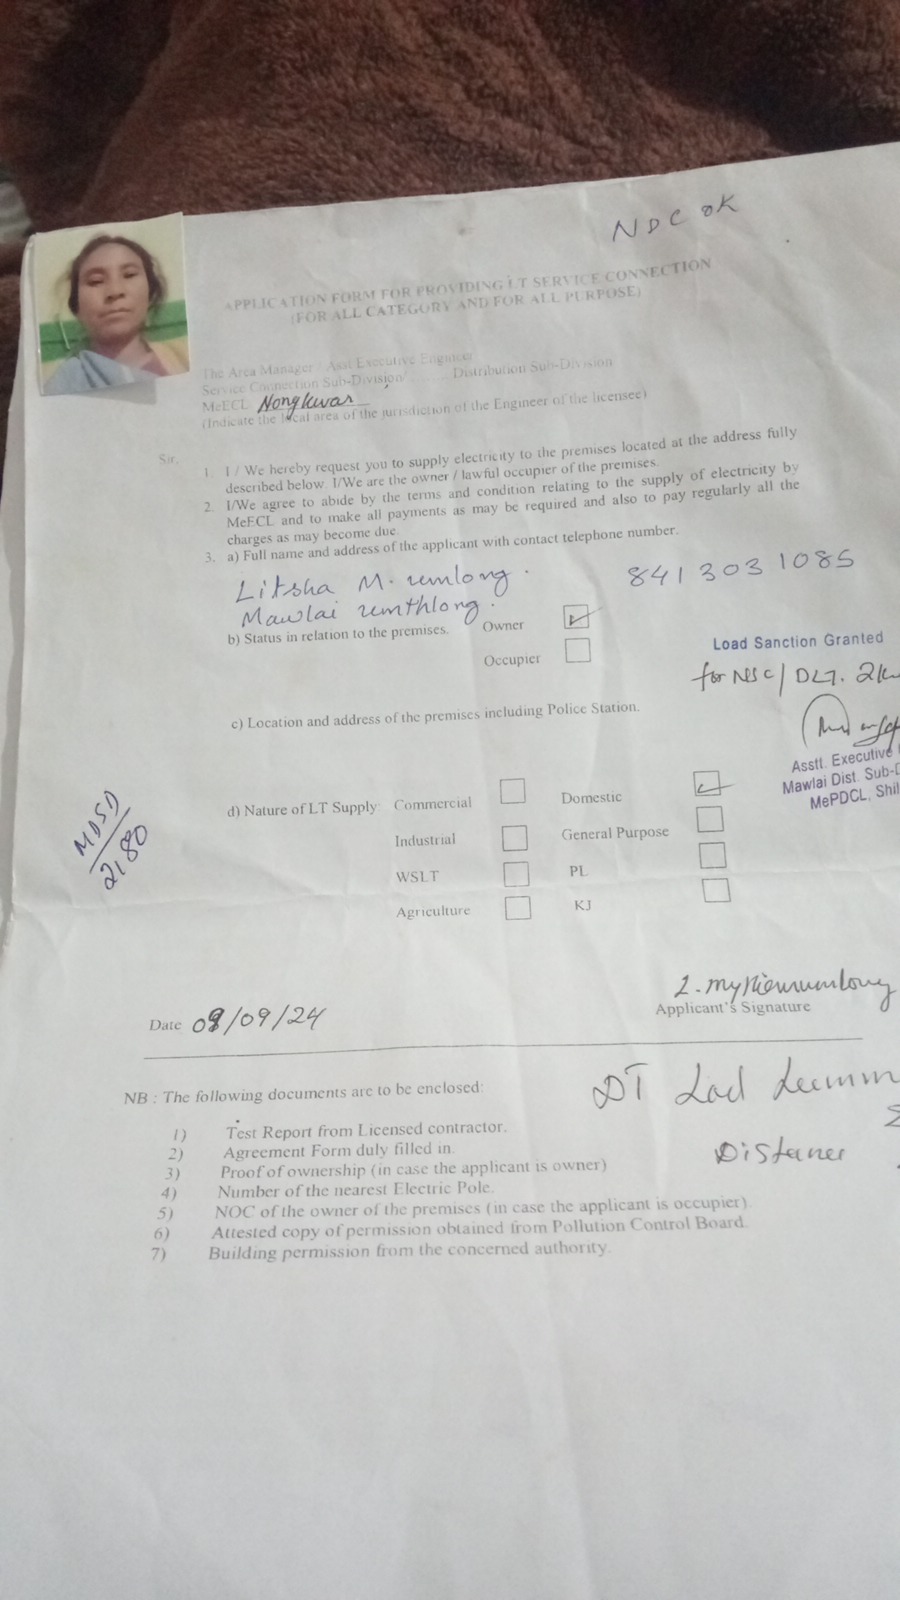 NDC OK
APPLICATION FORM FOR PROVIDING LT SERVICE CONNECTION
(FOR ALL CATEGORY AND FOR ALL PURPOSE)
The Area Manager / Asst Executive Engineer
Service Connection Sub-Division/ Distribution Sub-Division
MeECL Nongkwar
(Indicate the local area of the jurisdiction of the Engineer of the licensee)
Sir,
1. I / We hereby request you to supply electricity to the premises located at the address fully
described below. I/We are the owner / lawful occupier of the premises.
2. I/We agree to abide by the terms and condition relating to the supply of electricity by
MeECL and to make all payments as may be required and also to pay regularly all the
charges as may become due.
3. a) Full name and address of the applicant with contact telephone number.
Litsha M. umlong. 8413031085
Mawlai umthlong.
b) Status in relation to the premises. Owner
Occupier
Load Sanction Granted
for NSC/ 2k
c) Location and address of the premises including Police Station.
Asstt. Executive
Mawlai Dist. Sub-D
MePDCL, Shil
d) Nature of LT Supply: Commercial Domestic
Industrial General Purpose
WSLT PL
Agriculture KJ
MDSD
2180
Date 09/09/24
Applicant's Signature
NB : The following documents are to be enclosed:
DT Lod
1) Test Report from Licensed contractor.
2) Agreement Form duly filled in.
3) Proof of ownership (in case the applicant is owner)
4) Number of the nearest Electric Pole.
5) NOC of the owner of the premises (in case the applicant is occupier).
6) Attested copy of permission obtained from Pollution Control Board.
7) Building permission from the concerned authority.